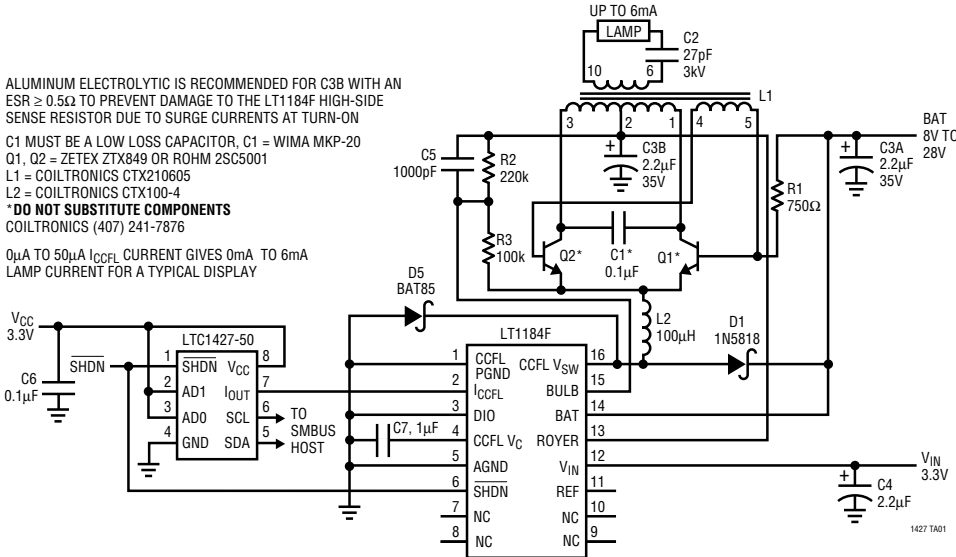 UP TO 6mA
LAMP
C2
27pF
3kV
10
6
L1
3
2
1
4
5
ALUMINUM ELECTROLYTIC IS RECOMMENDED FOR C3B WITH AN
ESR ≥ 0.5Ω TO PREVENT DAMAGE TO THE LT1184F HIGH-SIDE
SENSE RESISTOR DUE TO SURGE CURRENTS AT TURN-ON
C1 MUST BE A LOW LOSS CAPACITOR, C1 = WIMA MKP-20
Q1, Q2 = ZETEX ZTX849 OR ROHM 2SC5001
L1 = COILTRONICS CTX210605
L2 = COILTRONICS CTX100-4
*DO NOT SUBSTITUTE COMPONENTS
COILTRONICS (407) 241-7876
0µA TO 50µA ICCFL CURRENT GIVES 0mA TO 6mA
LAMP CURRENT FOR A TYPICAL DISPLAY
C5
1000pF
R2
220k
R3
100k
+
C3B
2.2µF
35V
BAT
8V TO
28V
+
C3A
2.2µF
35V
R1
750Ω
Q2*
C1*
0.1µF
Q1*
L2
100µH
D5
BAT85
D1
1N5818
VCC
3.3V
C6
0.1µF
SHDN
LTC1427-50
1
SHDN
VCC
8
2
AD1
IOUT
7
3
AD0
SCL
6
4
GND
SDA
5
TO
SMBUS
HOST
C7, 1µF
LT1184F
1
CCFL
PGND
CCFL VSW
16
2
ICCFL
BULB
15
3
DIO
BAT
14
4
CCFL VC
ROYER
13
5
AGND
VIN
12
6
SHDN
REF
11
7
NC
NC
10
8
NC
NC
9
VIN
3.3V
+
C4
2.2µF
1427 TA01